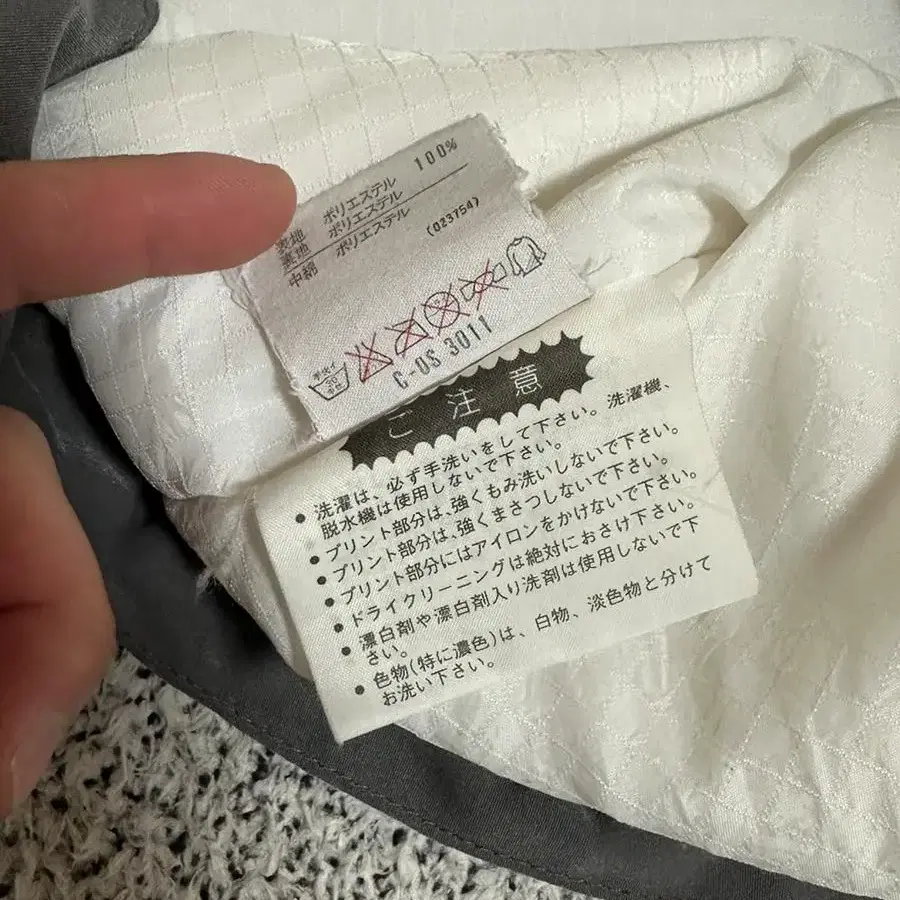 表地 ポリエステル 100%
裏地 ポリエステル
中綿 ポリエステル
(023754)
手洗イ
30
中性
C-OS 3011
ご注意
● 洗濯は、必ず手洗いをして下さい。洗濯機、
脱水機は使用しないで下さい。
● プリント部分は、強くもみ洗いしないで下さい。
● プリント部分は、強くまさつしないで下さい。
● プリント部分にはアイロンをかけないで下さい。
● ドライクリーニングは絶対におさけ下さい。
● 漂白剤や漂白剤入り洗剤は使用しないで下
さい。
● 色物(特に濃色)は、白物、淡色物と分けて
お洗い下さい。